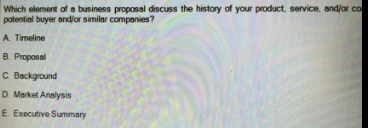 Which element of a business proposal discuss the history of your product, service, and/or co
potential buyer and/or similar companies?
A. Timeline
B. Proposal
C. Background
D. Market Analysis
E. Executive Summary